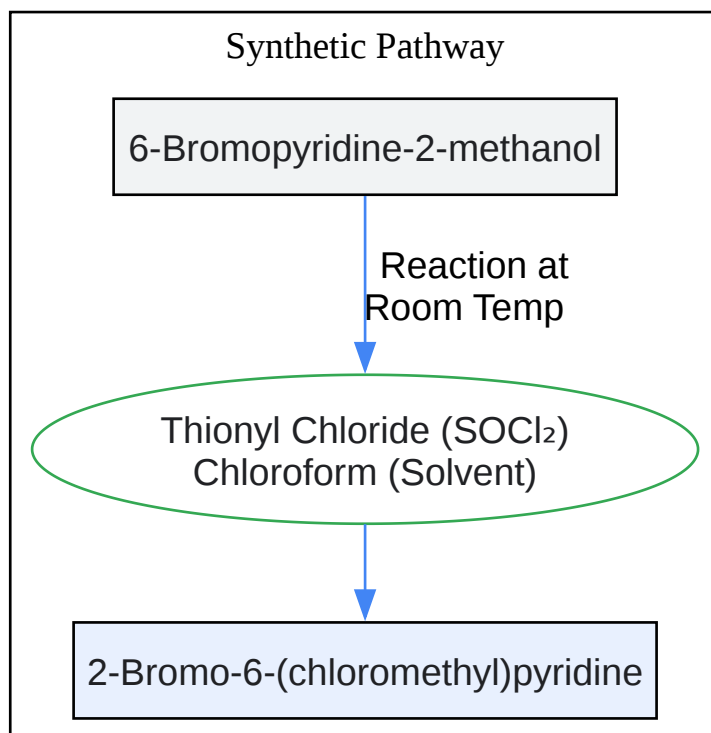 Synthetic Pathway
6-Bromopyridine-2-methanol
Reaction at
Room Temp
Thionyl Chloride (SOCl₂)
Chloroform (Solvent)
2-Bromo-6-(chloromethyl)pyridine